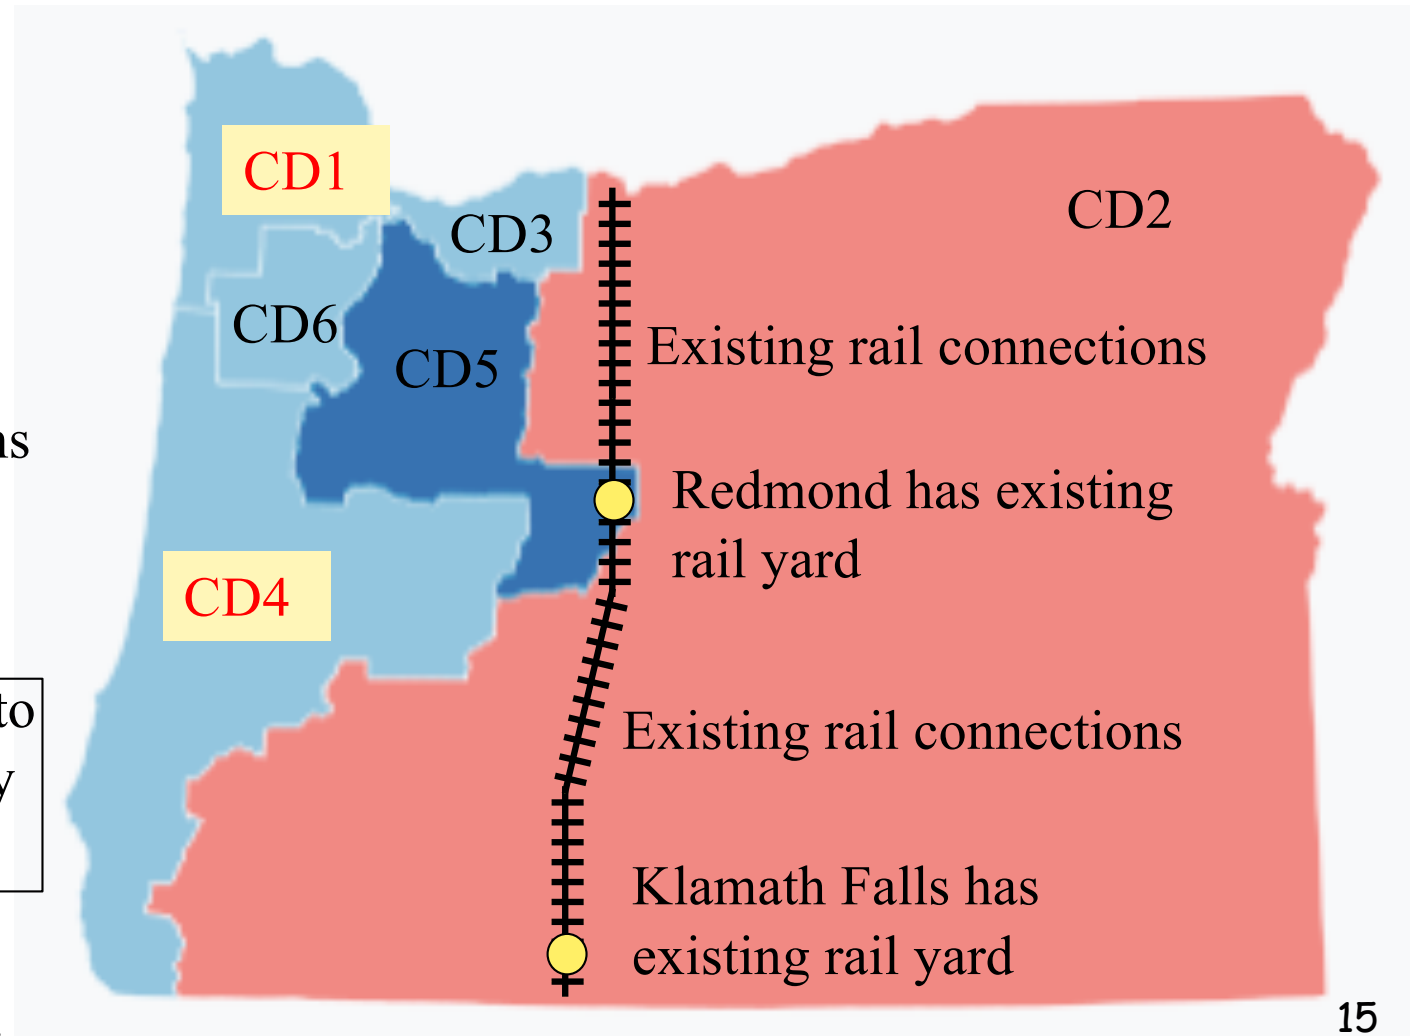 CD1
CD3
CD2
CD6
CD5
Existing rail connections
Redmond has existing
rail yard
CD4
to
Existing rail connections
Klamath Falls has
existing rail yard
15